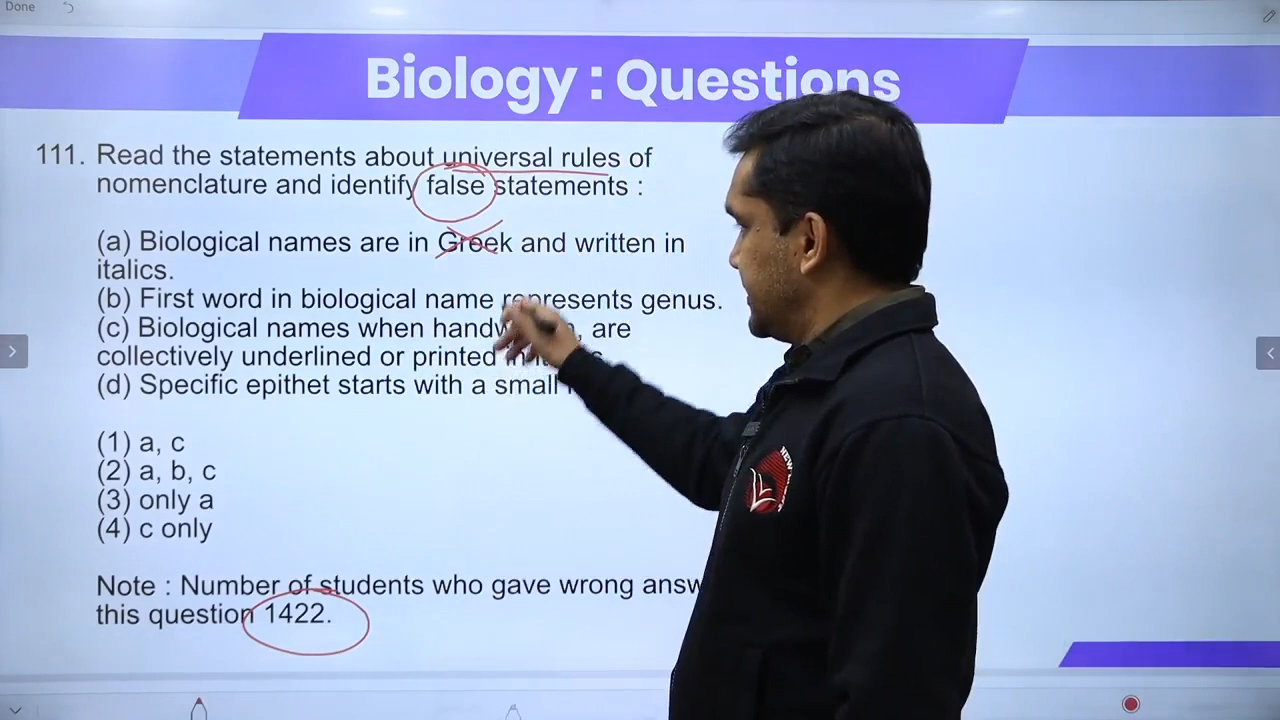 Done
Biology : Questions
111. Read the statements about universal rules of
nomenclature and identify false statements :
(a) Biological names are in Greek and written in
italics.
(b) First word in biological name represents genus.
(c) Biological names when are
collectively underlined or printed in
(d) Specific epithet starts with a small
(1) a, c
(2) a, b, c
(3) only a
(4) c only
Note : Number of students who gave wrong
this question 1422.